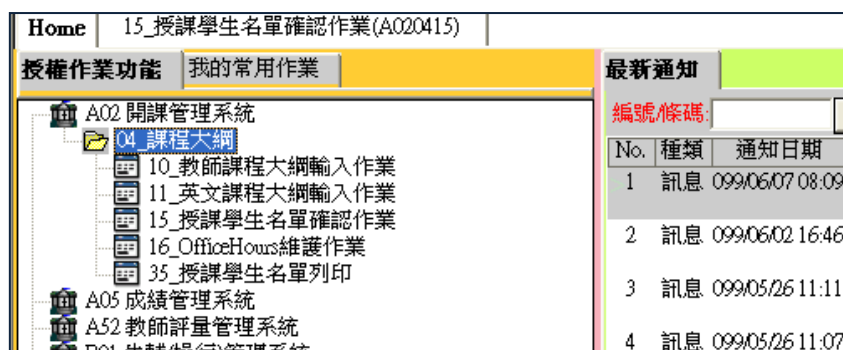 Home 15_授課學生名單確認作業(A020415)
授權作業功能 我的常用作業
A02 開課管理系統
04_課程大綱
10_教師課程大綱輸入作業
11_英文課程大綱輸入作業
15_授課學生名單確認作業
16_OfficeHours維護作業
35_授課學生名單列印
A05 成績管理系統
A52 教師評量管理系統
最新通知
編號/條碼:
No. 種類 通知日期
1 訊息 099/06/07 08:09
2 訊息 099/06/02 16:46
3 訊息 099/05/26 11:11
4 訊息 099/05/26 11:07